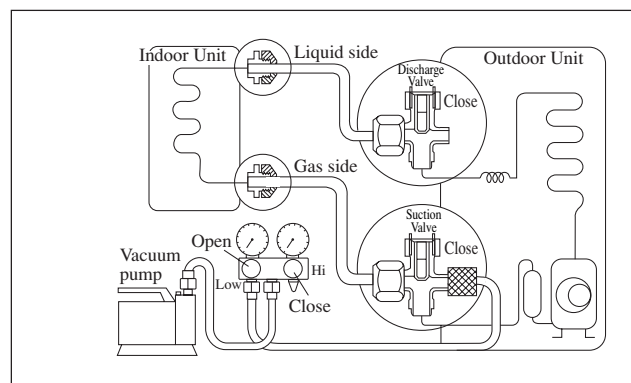 Indoor Unit
Liquid side
Discharge
Valve
Close
Outdoor Unit
Gas side
Suction
Valve
Close
Vacuum
pump
Open
Low
Hi
Close